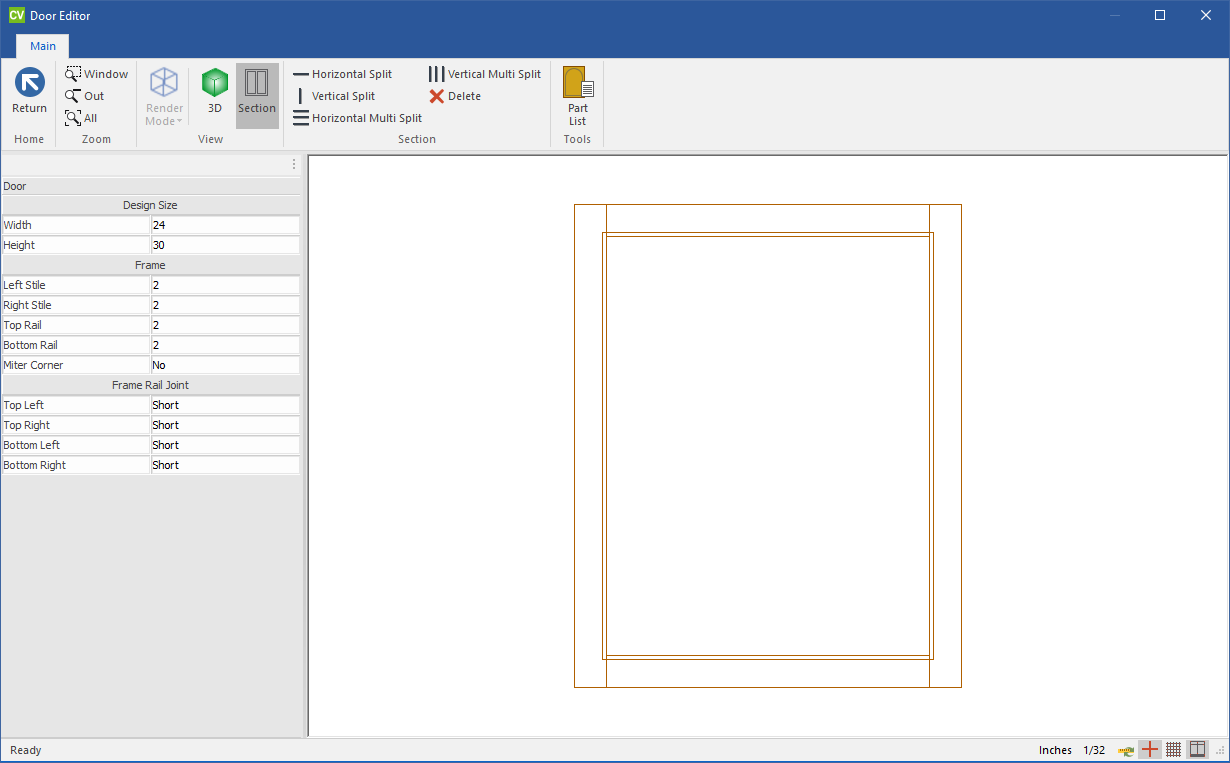 CV Door Editor
Main
Return
Home
Window
Out
All
Zoom
Render Mode
3D
Section
View
Horizontal Split
Vertical Split
Horizontal Multi Split
Vertical Multi Split
Delete
Section
Part List
Tools
Door
Design Size
Width 24
Height 30
Frame
Left Stile 2
Right Stile 2
Top Rail 2
Bottom Rail 2
Miter Corner No
Frame Rail Joint
Top Left Short
Top Right Short
Bottom Left Short
Bottom Right Short
Ready
Inches 1/32